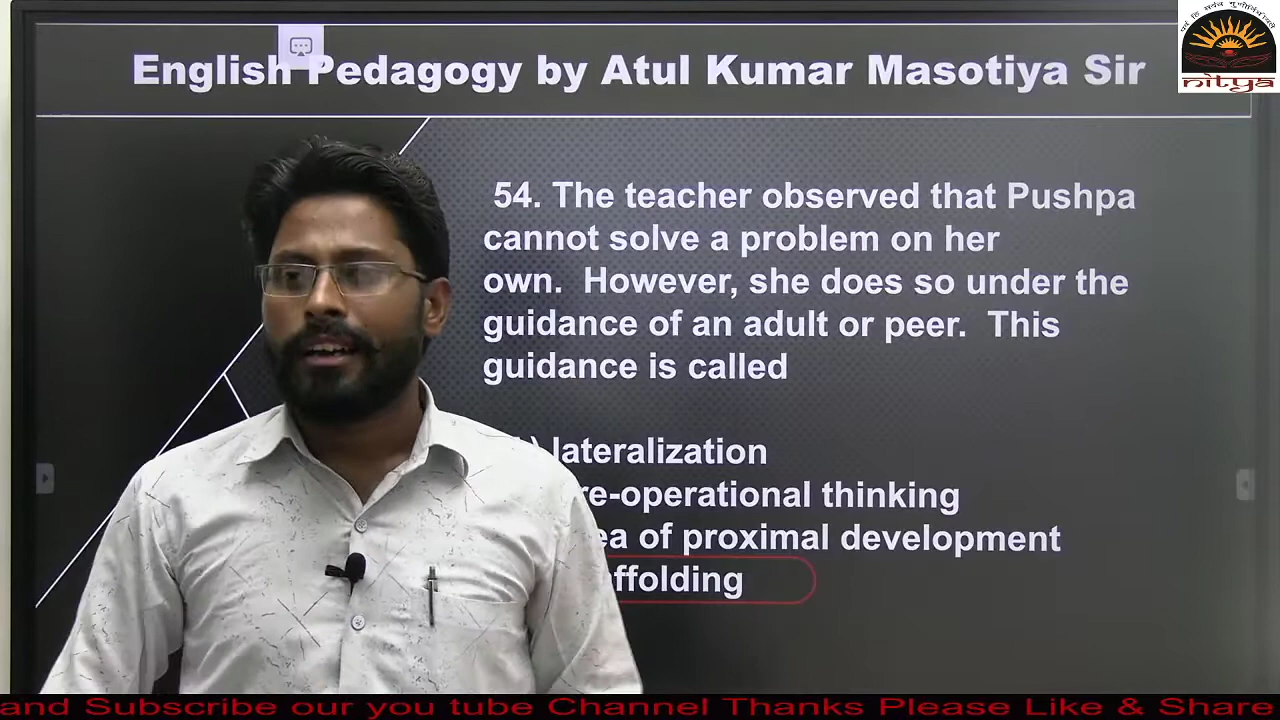 English Pedagogy by Atul Kumar Masotiya Sir
nitya
54. The teacher observed that Pushpa
cannot solve a problem on her
own. However, she does so under the
guidance of an adult or peer. This
guidance is called
lateralization
re-operational thinking
ea of proximal development
ffolding
and Subscribe our you tube Channel Thanks Please Like & Share